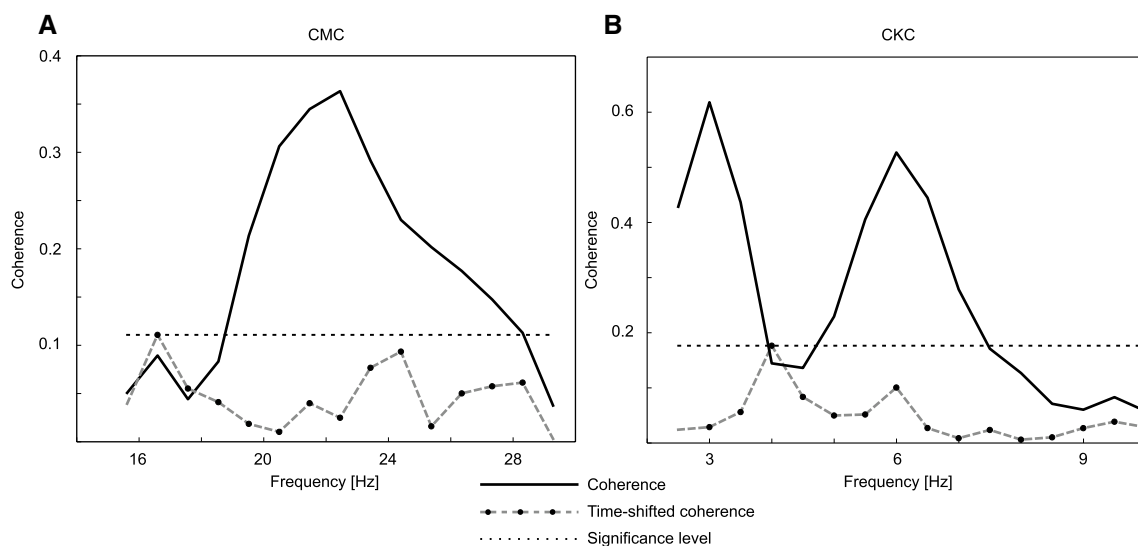 A
CMC
0.4
0.3
0.2
0.1
Coherence
16
20
24
28
Frequency [Hz]
B
CKC
0.6
0.4
0.2
Coherence
3
6
9
Frequency [Hz]
Coherence
Time-shifted coherence
Significance level